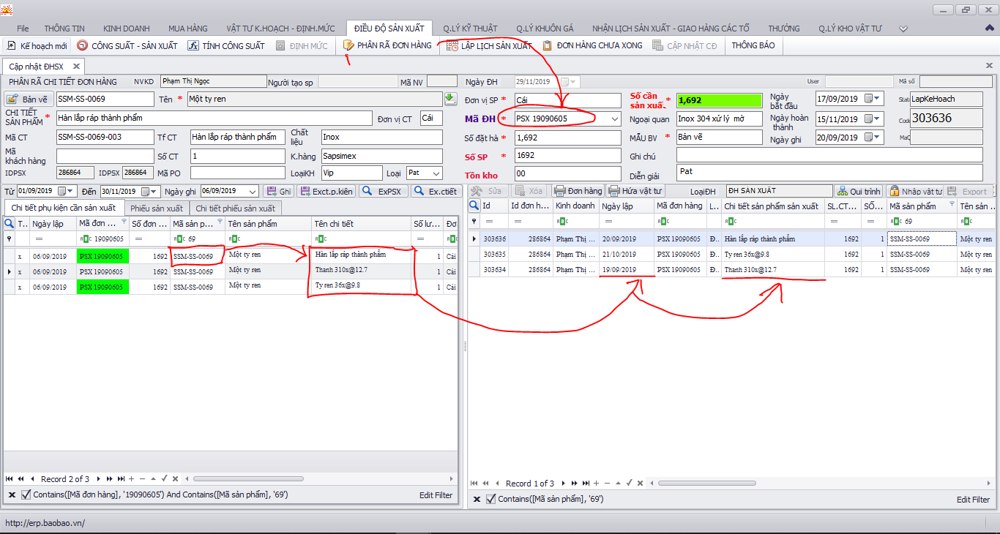 File THÔNG TIN KINH DOANH MUA HÀNG VẬT TƯ K.HOẠCH - ĐỊNH.MỨC ĐIỀU ĐỘ SẢN XUẤT Q.LÝ KỸ THUẬT Q.LÝ KHUÔN GÁ NHẬN LỊCH SẢN XUẤT - GIAO HÀNG CÁC TỔ THƯỞNG Q.LÝ KHO VẬT TƯ
Kế hoạch mới CÔNG SUẤT - SẢN XUẤT TÍNH CÔNG SUẤT ĐỊNH MỨC PHÂN RÃ ĐƠN HÀNG LẬP LỊCH SẢN XUẤT ĐƠN HÀNG CHƯA XONG CẬP NHẬT CĐ THÔNG BÁO
1
Cập nhật ĐHSX
PHÂN RÃ CHI TIẾT ĐƠN HÀNG NVKD Phạm Thị Ngọc Người tạo sp Mã NV Ngày ĐH 29/11/2019 User Mã số
Bản vẽ SSM-SS-0069 Tên * Một ty ren Đơn vị SP * Cái Số cần sản xuất * 1,692 Ngày bắt đầu 17/09/2019 Stat LapKeHoach
CHI TIẾT SẢN PHẨM * Hàn lắp ráp thành phẩm Đơn vị CT Cái Mã ĐH * PSX 19090605 Ngoại quan Inox 304 xử lý mờ Ngày hoàn thành 15/11/2019 Code 303636
Mã CT SSM-SS-0069-003 Tf CT Hàn lắp ráp thành phẩm Chất liệu Inox Số đặt hà * 1,692 MẪU BV * Bản vẽ Ngày ghi 20/09/2019 MaC
Mã khách hàng Số CT 1 K.hàng Sapsimex Số SP * 1692 Ghi chú
IDPSX 286864 IDPSX 286864 Mã PO LoaiKH Vip Loại Pat Tồn kho 00 Diễn giải Pat
Từ 01/09/2019 Đến 30/11/2019 Ngày ghi 06/09/2019 Ghi Exct.p.kiên ExPSX Ex.ctiết Sửa Xóa Đơn hàng Hứa vật tư LoạiĐH ĐH SẢN XUẤT Qui trình Nhập vật tư Export
Chi tiết phụ kiện cần sản xuất Phiếu sản xuất Chi tiết phiếu sản xuất
T.. Ngày lập Mã đơn ... Số đơn ... Mã sản p... Tên sản phẩm Tên chi tiết Số lư... Đơ
= 19090605 = 69 =
x 06/09/2019 PSX 19090605 1692 SSM-SS-0069 Một ty ren Hàn lắp ráp thành phẩm 1 Cái
x 06/09/2019 PSX 19090605 1692 SSM-SS-0069 Một ty ren Thanh 310x@12.7 1 Cái
x 06/09/2019 PSX 19090605 1692 SSM-SS-0069 Một ty ren Ty ren 36x@9.8 1 Cái
Record 2 of 3
Contains([Mã đơn hàng], '19090605') And Contains([Mã sản phẩm], '69') Edit Filter
Id Id đơn h... Kinh doanh Ngày lập Mã đơn hàng L.. Chi tiết sản phẩm sản xuất SL.CT... SỐ... Mã sản phẩm Tên sản ...
= = = = = 69
303636 286864 Phạm Thị ... 20/09/2019 PSX 19090605 Đ.. Hàn lắp ráp thành phẩm 1692 1 SSM-SS-0069 Một ty ren
303635 286864 Phạm Thị ... 21/10/2019 PSX 19090605 Đ.. Ty ren 36x@9.8 1692 1 SSM-SS-0069 Một ty ren
303634 286864 Phạm Thị ... 19/09/2019 PSX 19090605 Đ.. Thanh 310x@12.7 1692 1 SSM-SS-0069 Một ty ren
Record 1 of 3
Contains([Mã sản phẩm], '69') Edit Filter
http://erp.baobao.vn/